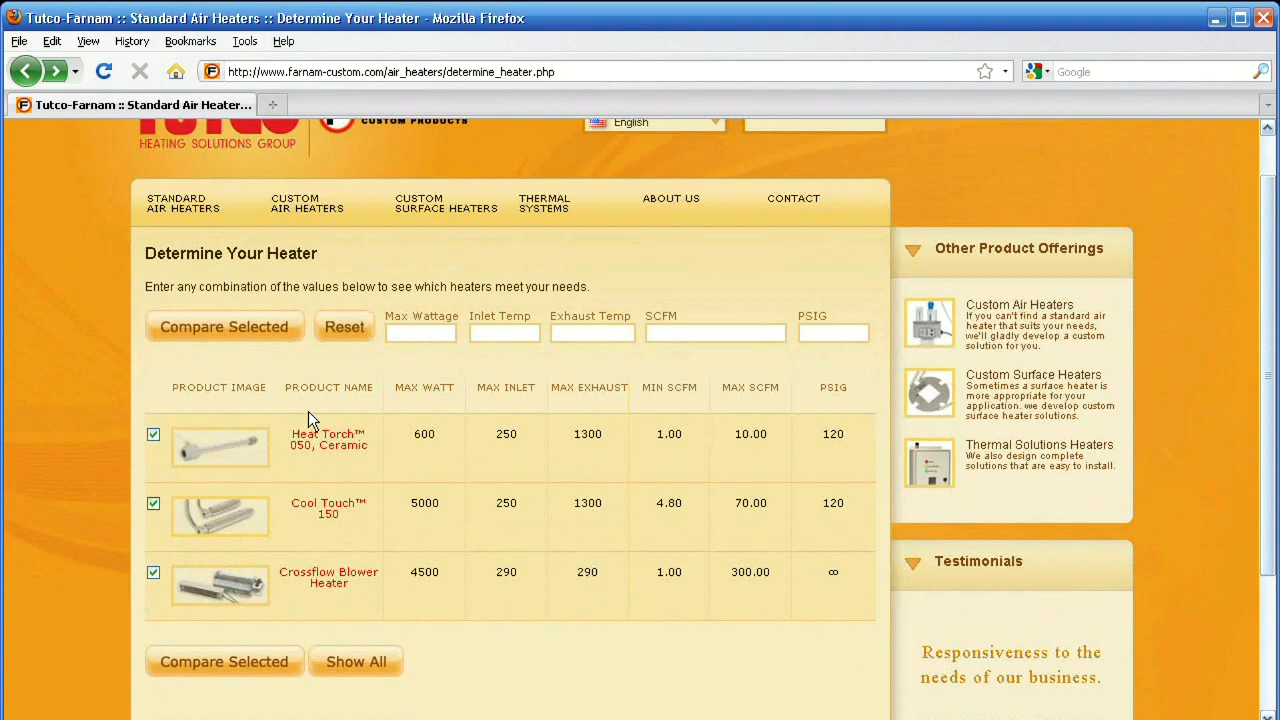 Tutco-Farnam :: Standard Air Heaters :: Determine Your Heater - Mozilla Firefox
File Edit View History Bookmarks Tools Help
http://www.farnam-custom.com/air_heaters/determine_heater.php
Google
Tutco-Farnam :: Standard Air Heater...
TUTCO
CUSTOM PRODUCTS
HEATING SOLUTIONS GROUP
English
STANDARD
AIR HEATERS
CUSTOM
AIR HEATERS
CUSTOM
SURFACE HEATERS
THERMAL
SYSTEMS
ABOUT US
CONTACT
Determine Your Heater
Enter any combination of the values below to see which heaters meet your needs.
Compare Selected
Reset
Max Wattage Inlet Temp Exhaust Temp SCFM PSIG
PRODUCT IMAGE PRODUCT NAME MAX WATT MAX INLET MAX EXHAUST MIN SCFM MAX SCFM PSIG
Heat Torch™ 600 250 1300 1.00 10.00 120
050, Ceramic
Cool Touch™ 5000 250 1300 4.80 70.00 120
150
Crossflow Blower 4500 290 290 1.00 300.00 ∞
Heater
Compare Selected
Show All
Other Product Offerings
Custom Air Heaters
If you can't find a standard air
heater that suits your needs,
we'll gladly develop a custom
solution for you.
Custom Surface Heaters
Sometimes a surface heater is
more appropriate for your
application. we develop custom
surface heater solutions.
Thermal Solutions Heaters
We also design complete
solutions that are easy to install.
Testimonials
Responsiveness to the
needs of our business.